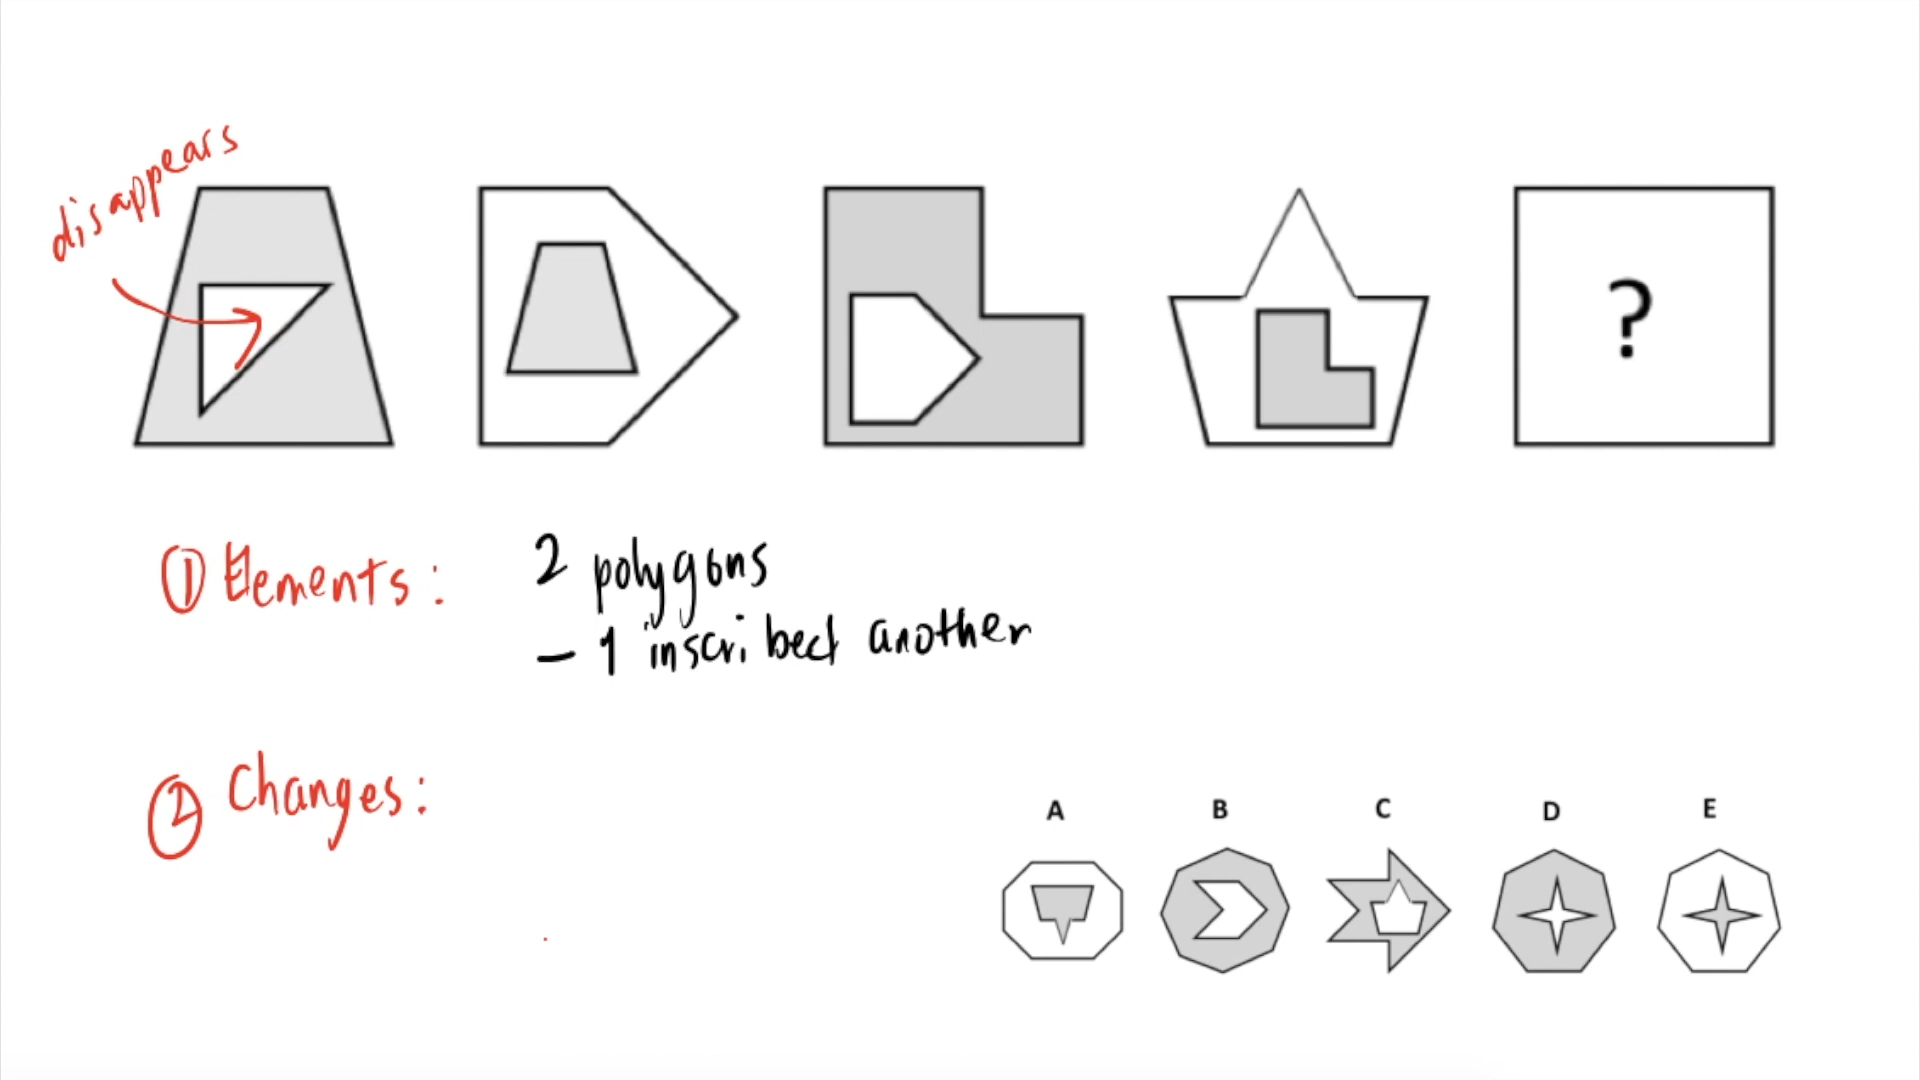 disappears
?
① Elements:
2 polygons
– 1 inscribed another
② Changes:
A B C D E